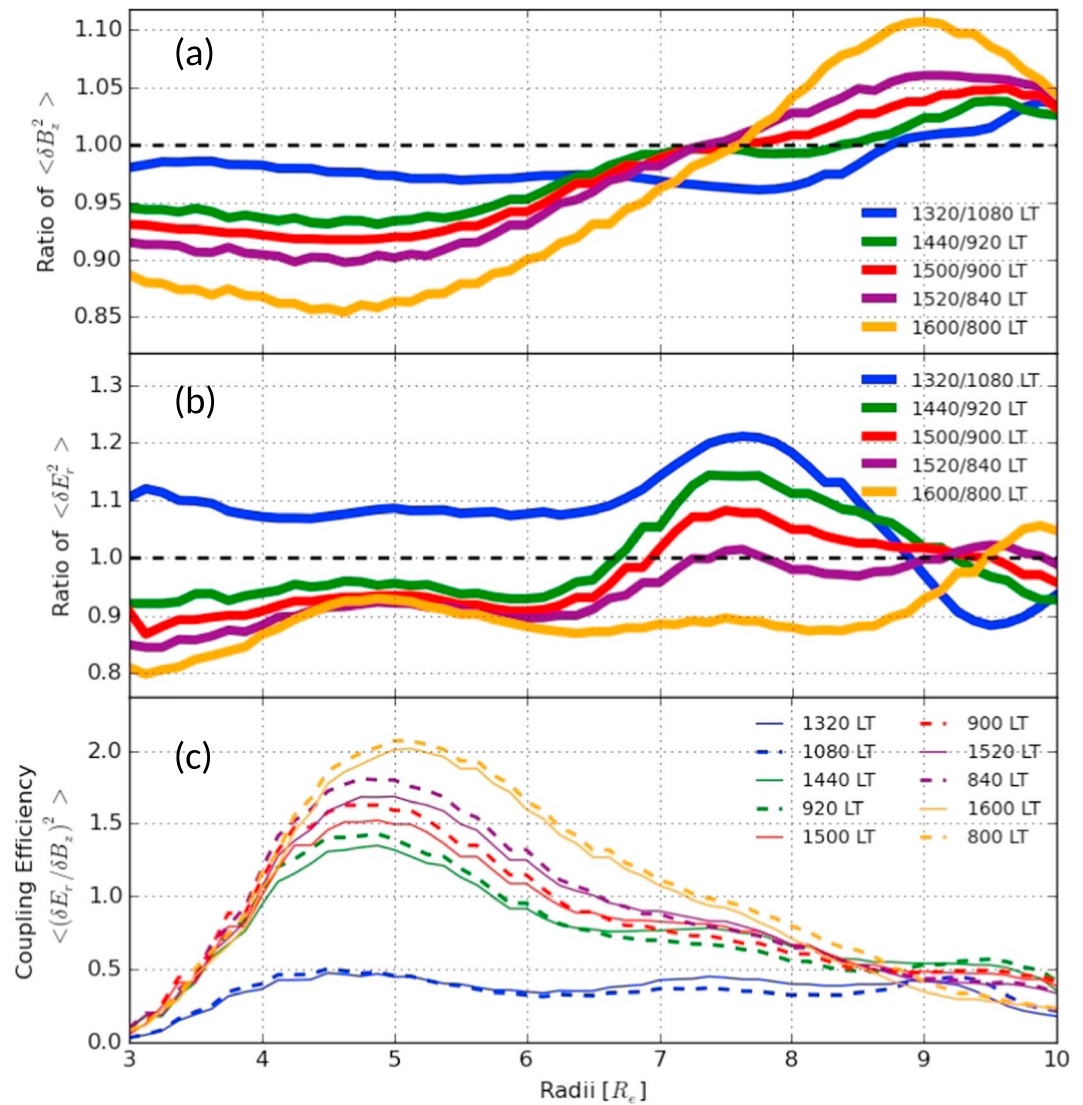 (a)
Ratio of <δB_z^2>
1.10
1.05
1.00
0.95
0.90
0.85
1320/1080 LT
1440/920 LT
1500/900 LT
1520/840 LT
1600/800 LT
(b)
Ratio of <δE_r^2>
1.3
1.2
1.1
1.0
0.9
0.8
1320/1080 LT
1440/920 LT
1500/900 LT
1520/840 LT
1600/800 LT
(c)
Coupling Efficiency
<(δE_r/δB_z)^2>
2.0
1.5
1.0
0.5
0.0
1320 LT
1080 LT
1440 LT
920 LT
1500 LT
900 LT
1520 LT
840 LT
1600 LT
800 LT
3 4 5 6 7 8 9 10
Radii [R_e]